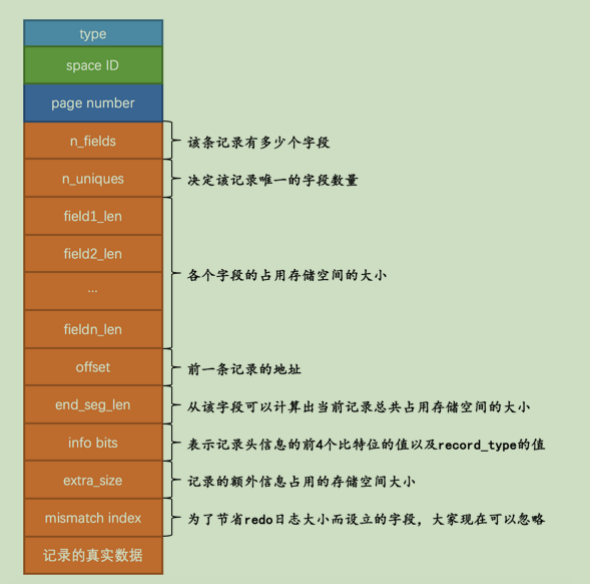 type
space ID
page number
n_fields 该条记录有多少个字段
n_uniques 决定该记录唯一的字段数量
field1_len
field2_len
各个字段的占用存储空间的大小
...
fieldn_len
offset 前一条记录的地址
end_seg_len 从该字段可以计算出当前记录总共占用存储空间的大小
info bits 表示记录头信息的前4个比特位的值以及record_type的值
extra_size 记录的额外信息占用的存储空间大小
mismatch index 为了节省redo日志大小而设立的字段，大家现在可以忽略
记录的真实数据